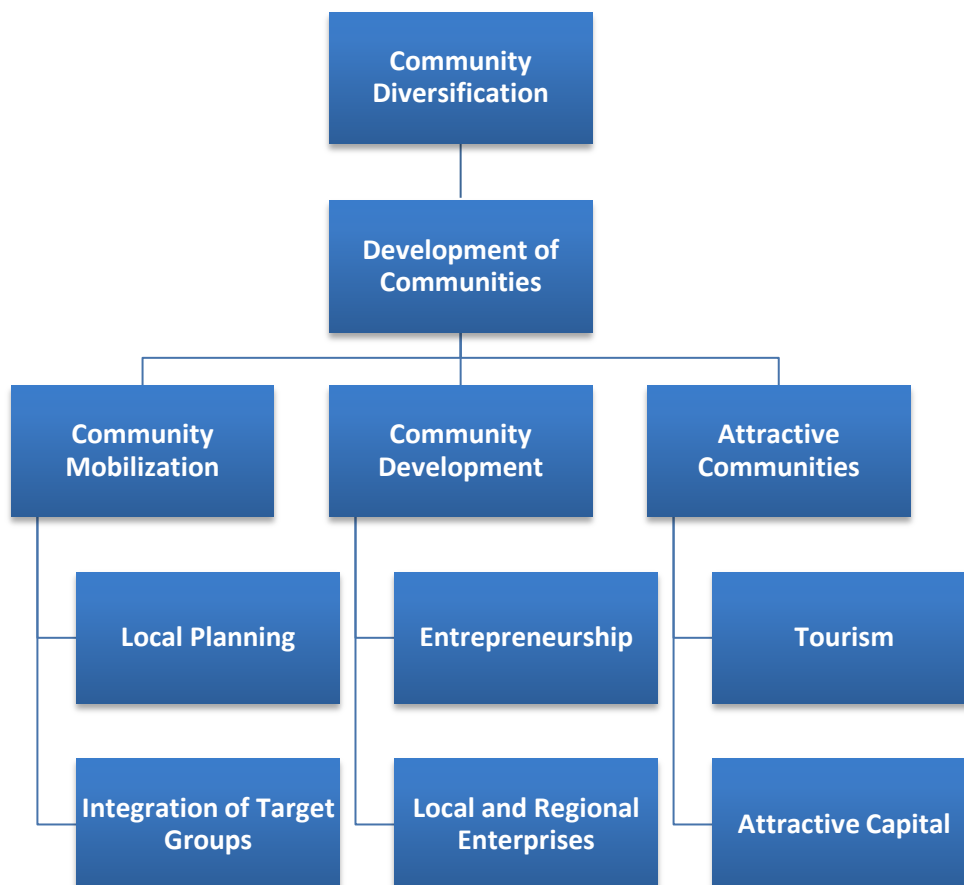 Community
Diversification
Development of
Communities
Community
Mobilization
Community
Development
Attractive
Communities
Local Planning
Entrepreneurship
Tourism
Integration of Target
Groups
Local and Regional
Enterprises
Attractive Capital